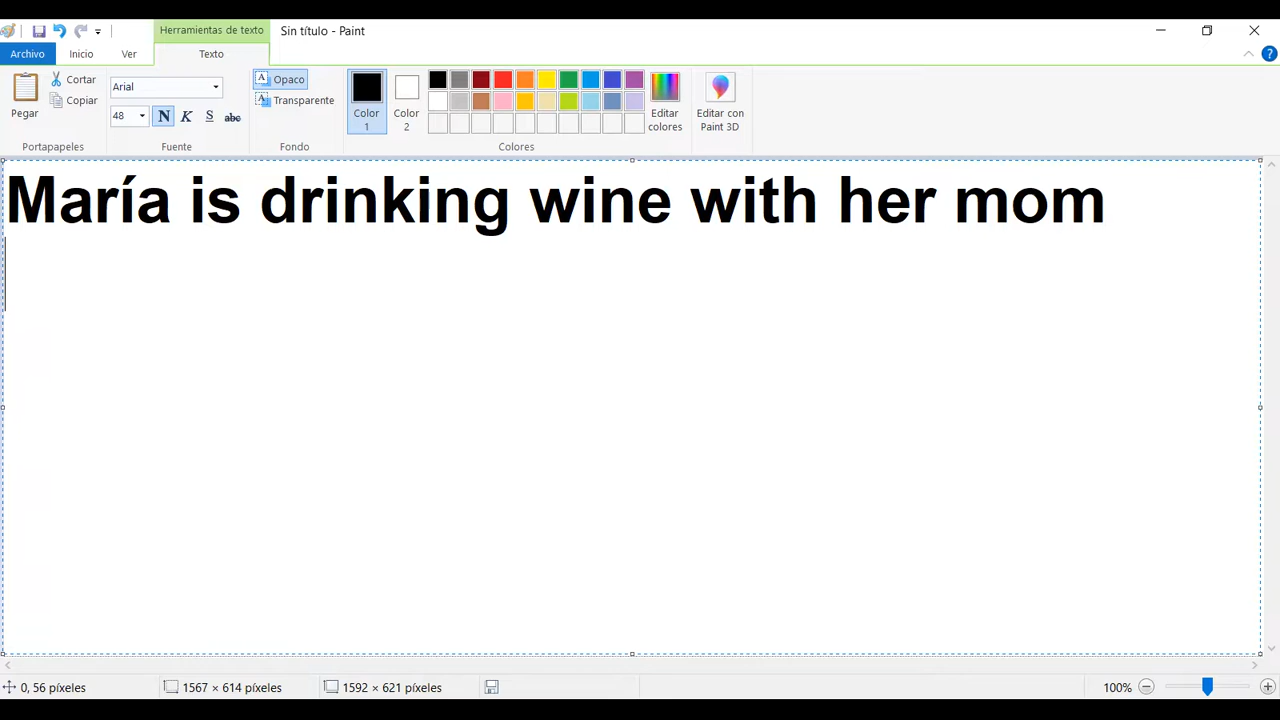 Herramientas de texto
Sin título - Paint
Archivo
Inicio
Ver
Texto
Pegar
Cortar
Copiar
Portapapeles
Arial
48
N K S abc
Fuente
Opaco
Transparente
Fondo
Color 1
Color 2
Editar colores
Colores
Editar con Paint 3D
María is drinking wine with her mom
0, 56 píxeles
1567 × 614 píxeles
1592 × 621 píxeles
100%